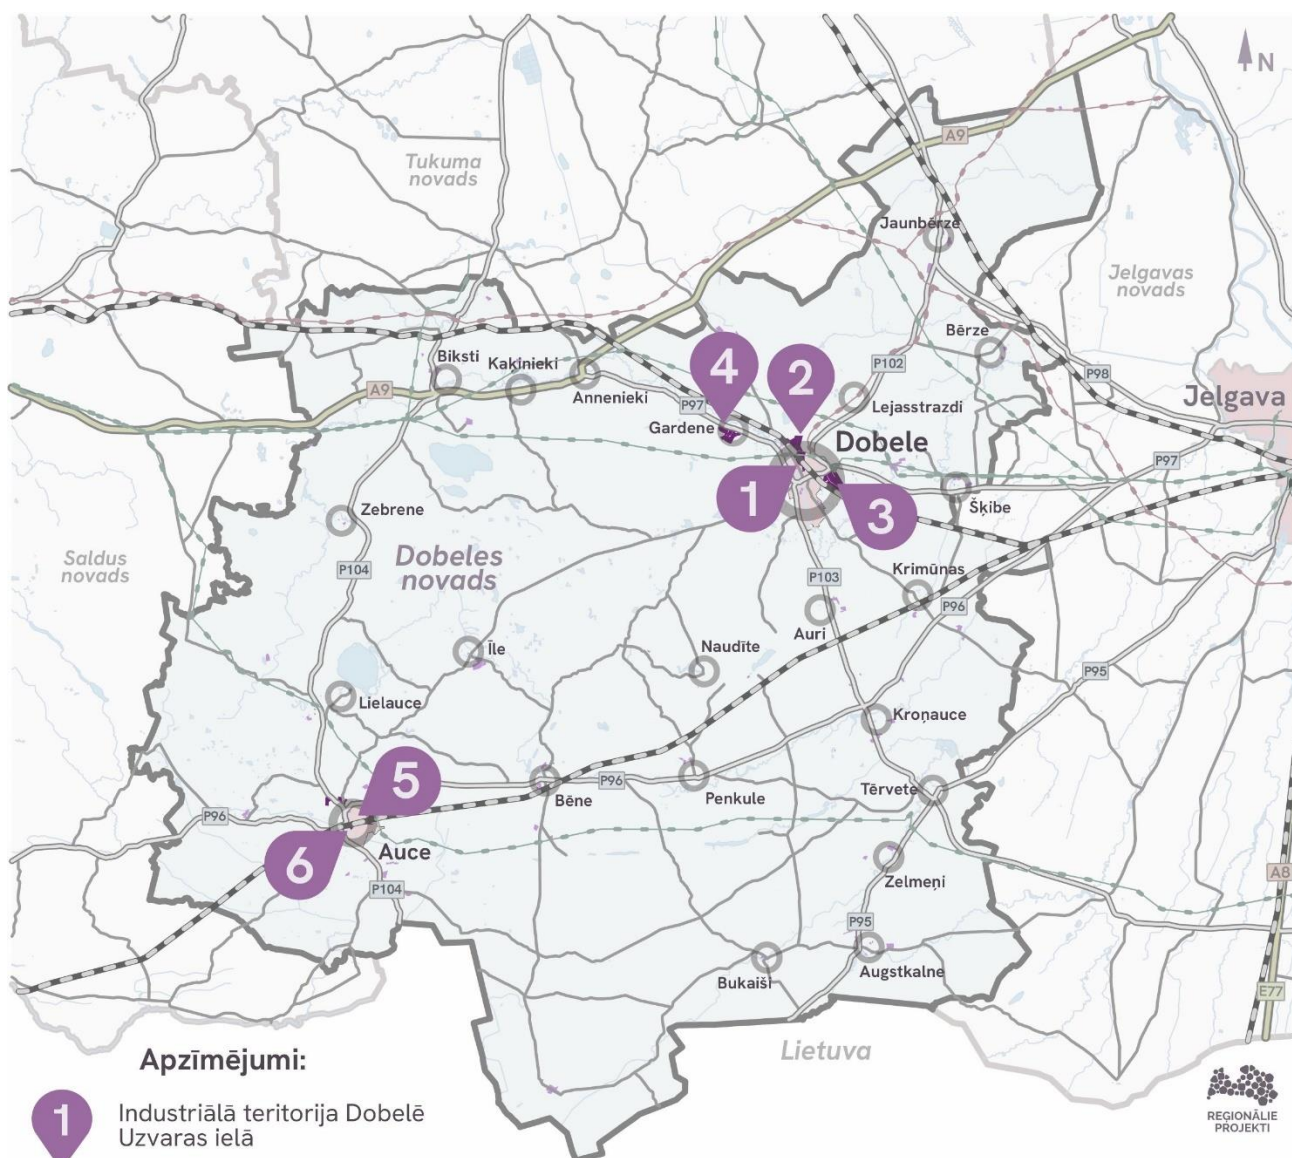 N
A9
Tukuma
novads
Jaunbērze
Jelgavas
novads
Bērze
Biksti
Kaķinieki
P102
4
2
P98
A9
Annenieki
P97
Lejasstrazdi
Jelgava
Gardene
Dobele
P97
1
3
Šķibe
Zebrene
Saldus
novads
Dobeles
novads
P104
P103
Krimūnas
P96
Auri
Īle
Naudīte
P95
Lielauce
Kroņauce
5
P96
Bēne
Penkule
Tērvete
P96
6
Auce
Zelmeņi
A8
P104
P95
Bukaiši
Augstkalne
E77
Lietuva
Apzīmējumi:
1
Industriālā teritorija Dobelē
Uzvaras ielā
REĢIONĀLIE
PROJEKTI